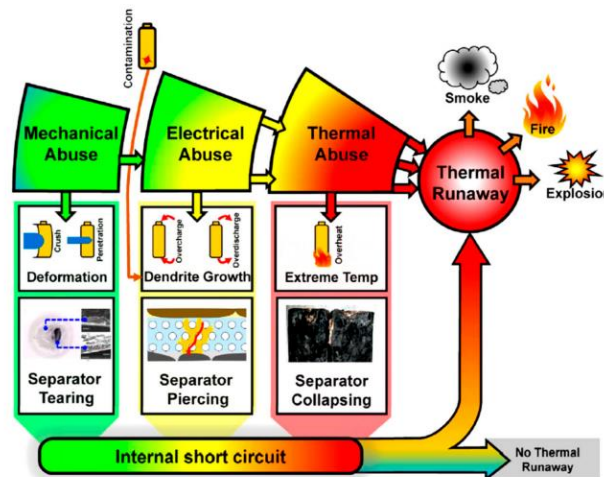 Contamination
Smoke
Fire
Explosion
Mechanical
Abuse
Electrical
Abuse
Thermal
Abuse
Thermal
Runaway
Crush
Penetration
Deformation
Overcharge
Overdischarge
Dendrite Growth
Overheat
Extreme Temp
Separator
Tearing
Separator
Piercing
Separator
Collapsing
Internal short circuit
No Thermal
Runaway